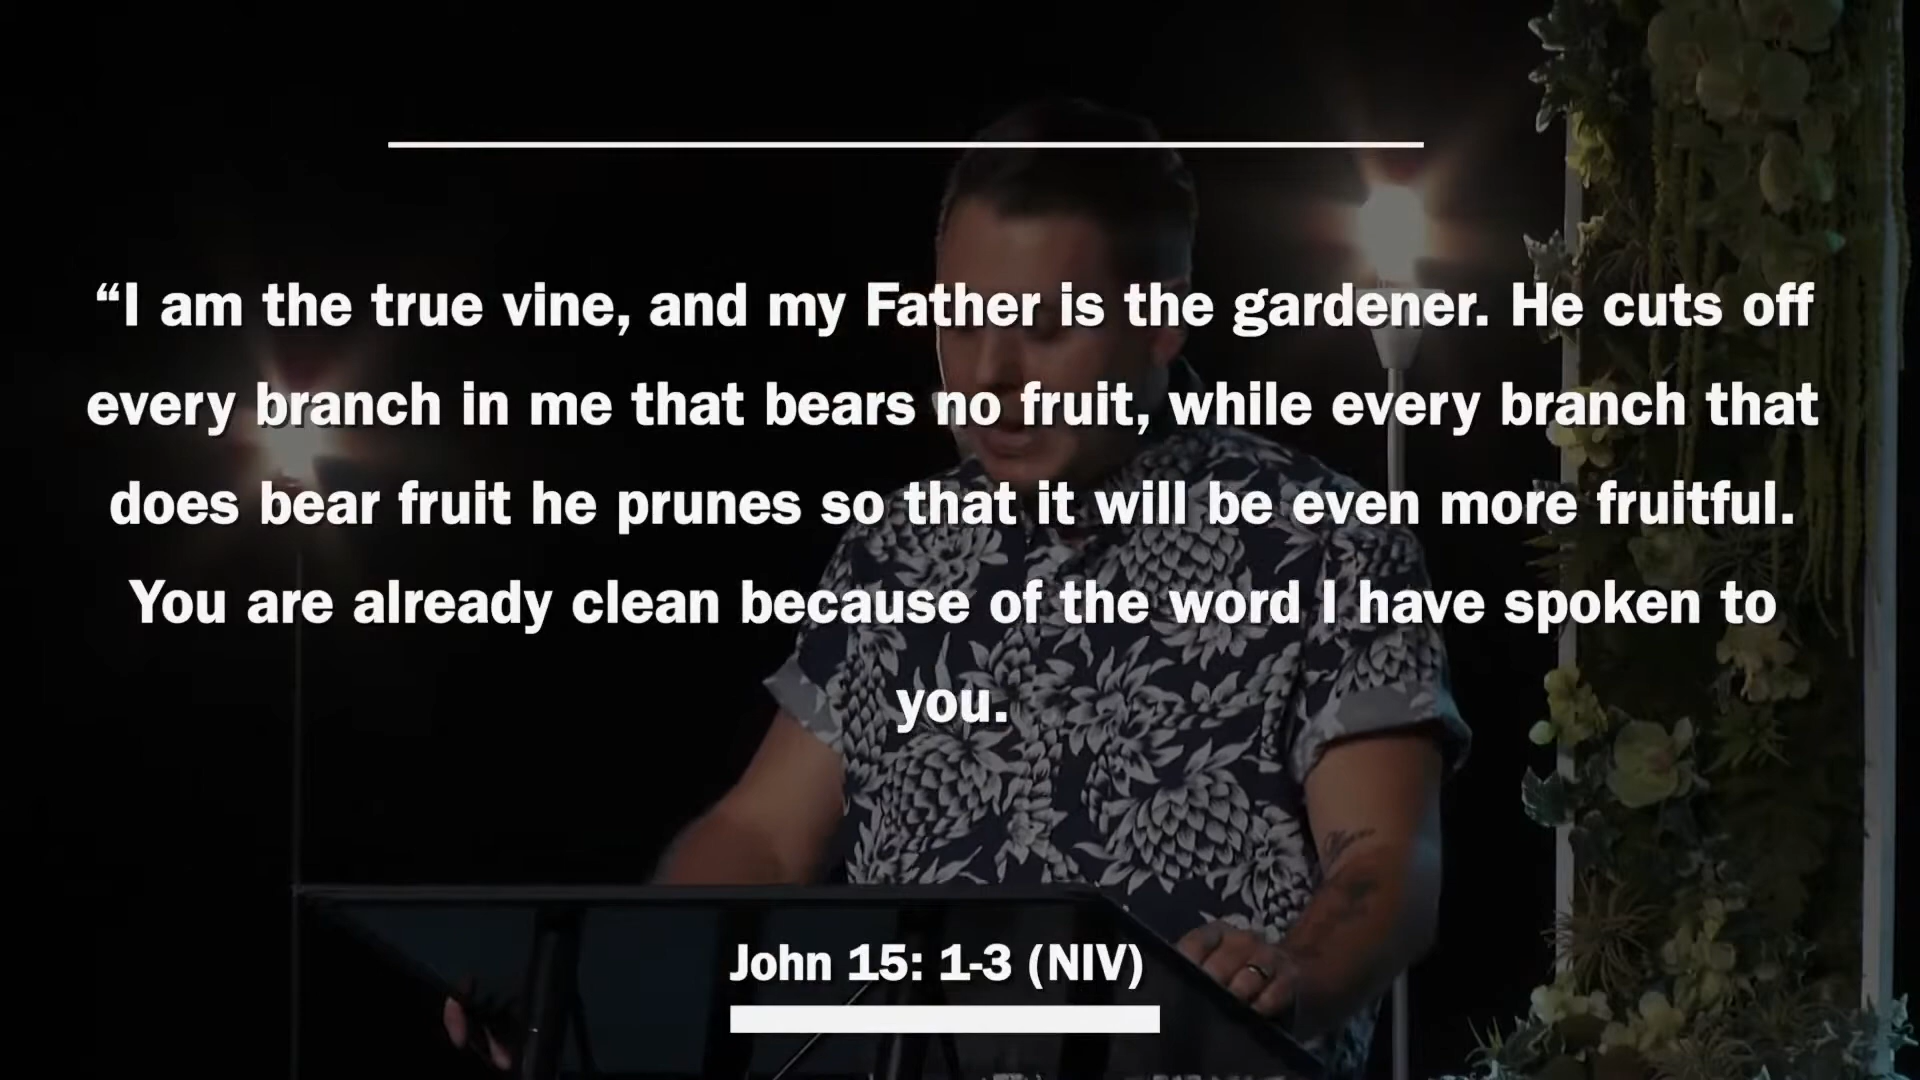 “I am the true vine, and my Father is the gardener. He cuts off
every branch in me that bears no fruit, while every branch that
does bear fruit he prunes so that it will be even more fruitful.
You are already clean because of the word I have spoken to
you.
John 15: 1-3 (NIV)